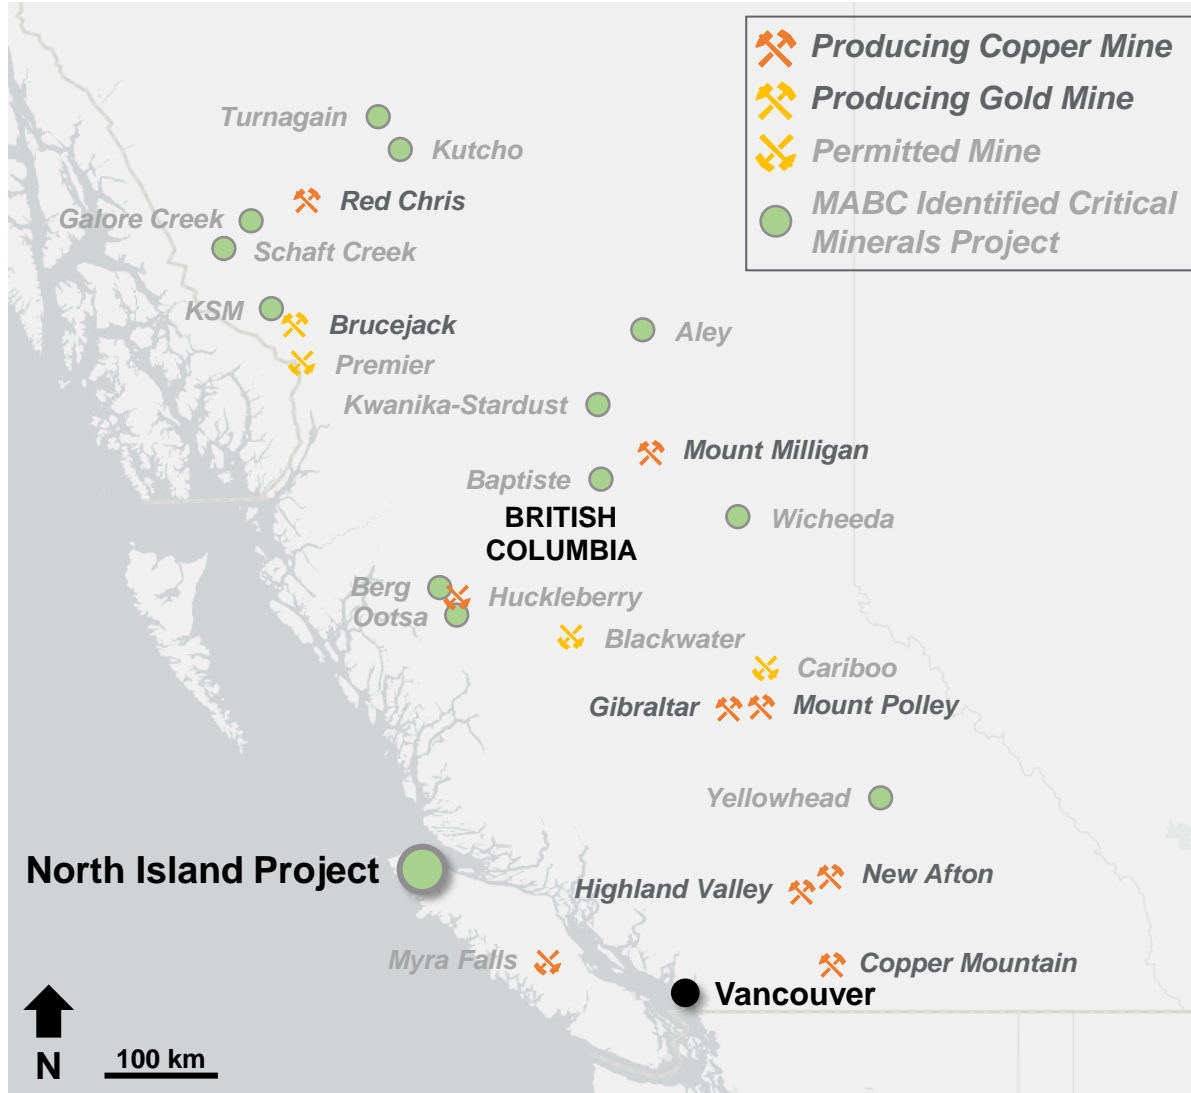 Producing Copper Mine
Producing Gold Mine
Permitted Mine
MABC Identified Critical
Minerals Project
Turnagain
Kutcho
Red Chris
Galore Creek
Schaft Creek
KSM
Brucejack
Premier
Aley
Kwanika-Stardust
Mount Milligan
Baptiste
Wicheeda
BRITISH
COLUMBIA
Berg
Huckleberry
Ootsa
Blackwater
Cariboo
Gibraltar
Mount Polley
Yellowhead
North Island Project
New Afton
Highland Valley
Myra Falls
Copper Mountain
Vancouver
N
100 km